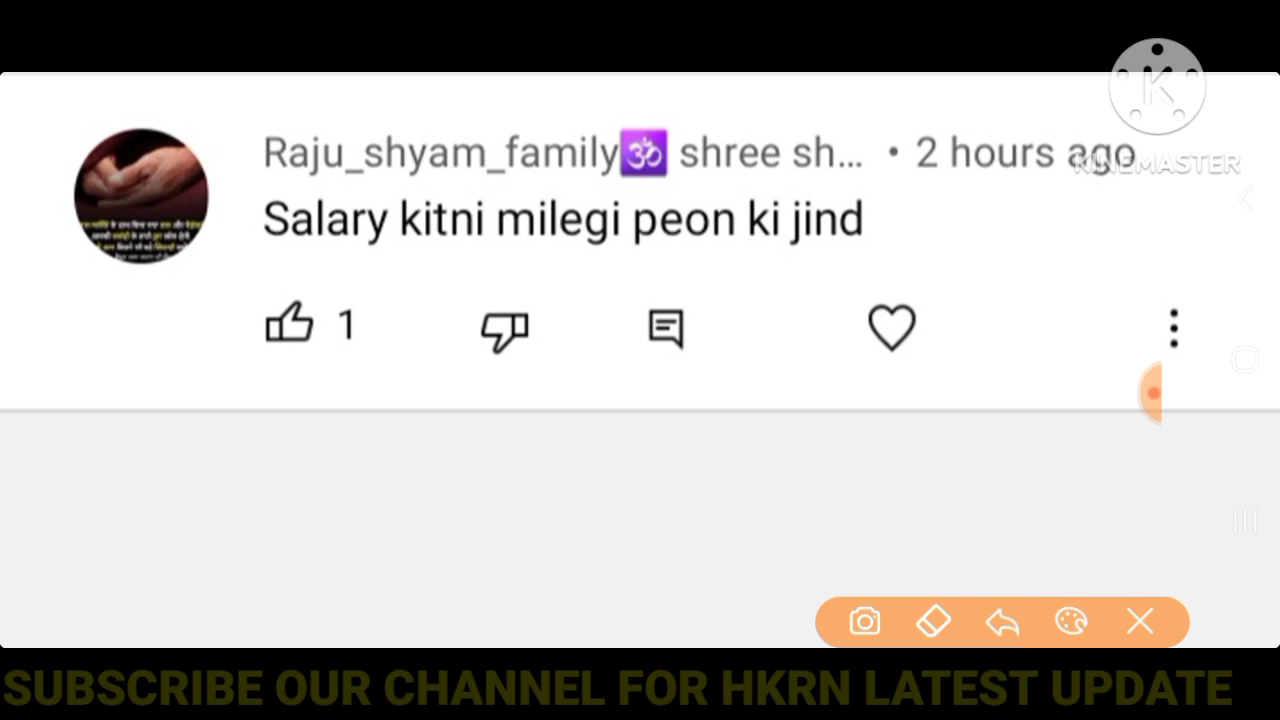 Raju_shyam_family🕉 shree sh... • 2 hours ago
KINEMASTER
Salary kitni milegi peon ki jind
1
SUBSCRIBE OUR CHANNEL FOR HKRN LATEST UPDATE